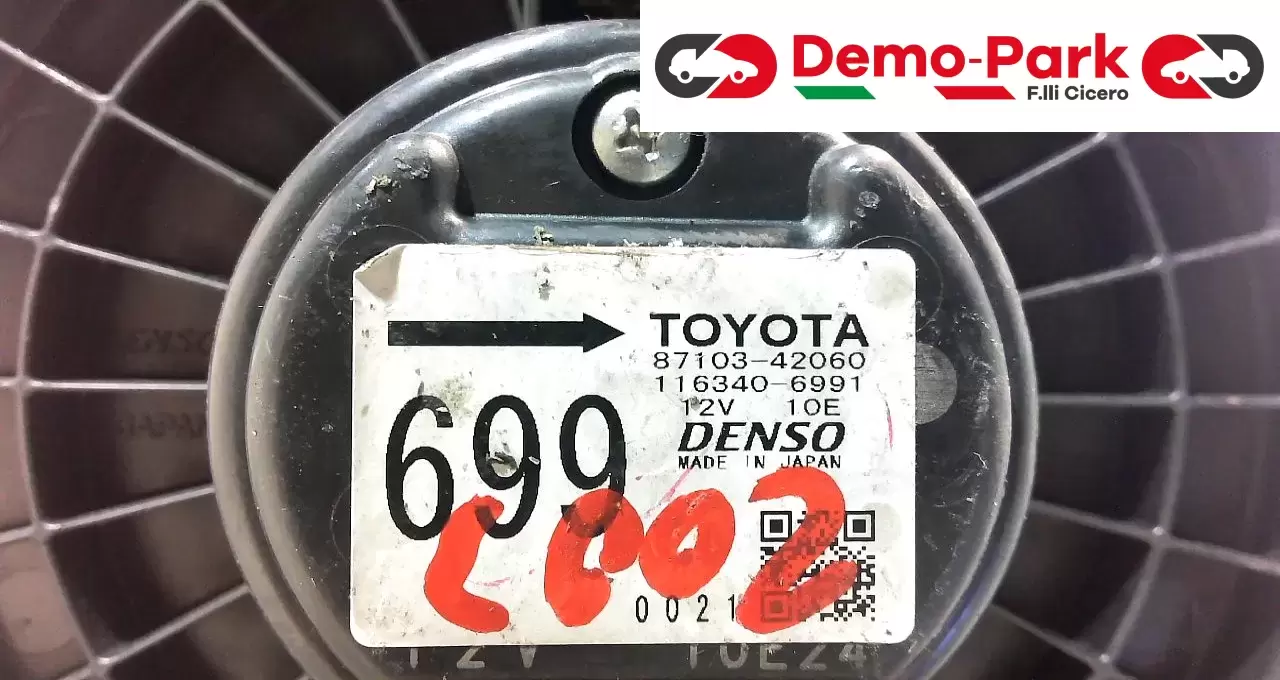 Demo-Park
F.lli Cicero
TOYOTA
87103-42060
116340-6991
12V 10E
DENSO
MADE IN JAPAN
699
0021
12V 10E24